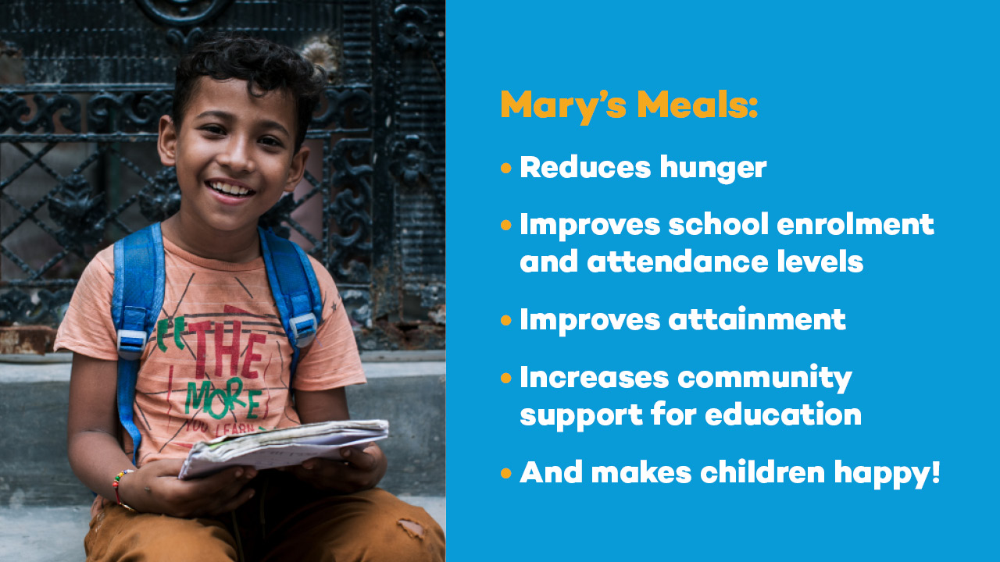 “THE
MORE
YOU LEARN
Mary’s Meals:
• Reduces hunger
• Improves school enrolment
and attendance levels
• Improves attainment
• Increases community
support for education
• And makes children happy!